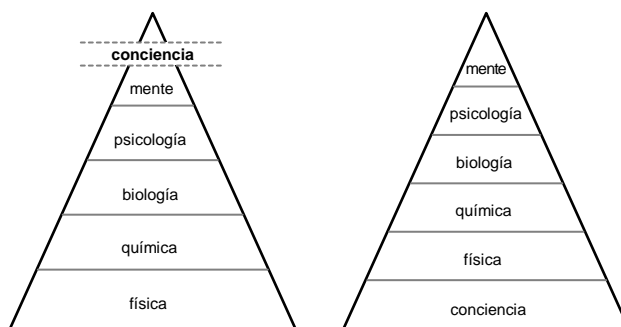 conciencia
mente
psicología
biología
química
física
mente
psicología
biología
química
física
conciencia